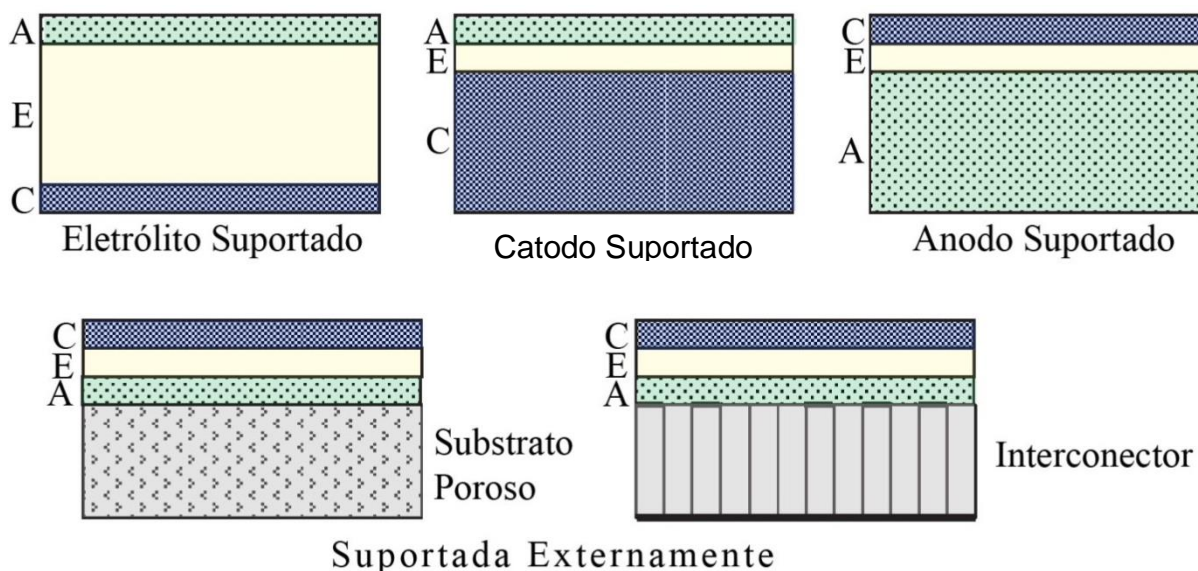 A
E
C
Eletrólito Suportado
A
E
C
Catodo Suportado
C
E
A
Anodo Suportado
C
E
A
Substrato
Poroso
C
E
A
Interconector
Suportada Externamente